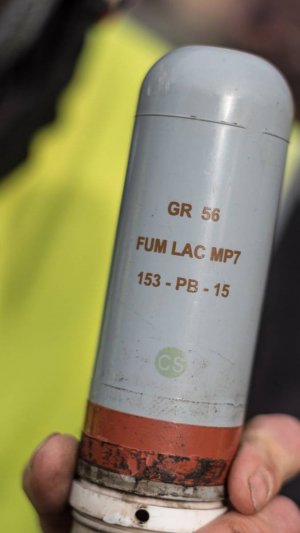 GR 56
FUM LAC MP7
153 - PB - 15
CS